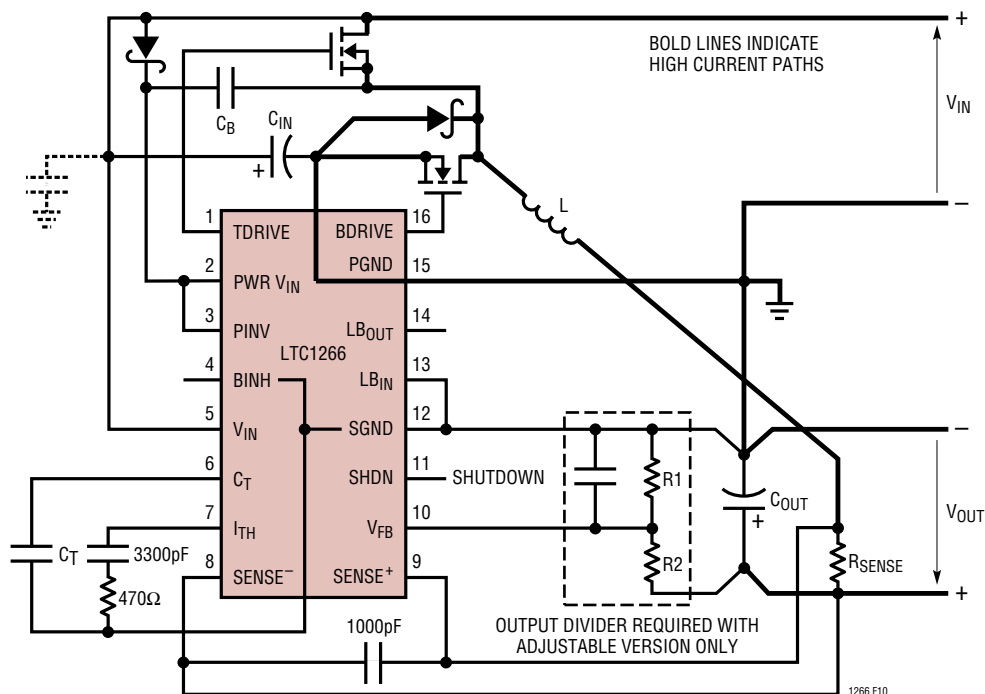 +
BOLD LINES INDICATE
HIGH CURRENT PATHS
V_IN
C_B
C_IN
+
−
L
1
TDRIVE
BDRIVE
16
2
PWR V_IN
PGND
15
3
PINV
LB_OUT
14
LTC1266
4
BINH
LB_IN
13
5
V_IN
SGND
12
−
6
C_T
SHDN
11
SHUTDOWN
R1
C_OUT
+
V_OUT
7
I_TH
V_FB
10
C_T
3300pF
R2
R_SENSE
8
SENSE⁻
SENSE⁺
9
470Ω
+
1000pF
OUTPUT DIVIDER REQUIRED WITH
ADJUSTABLE VERSION ONLY
1266 F10